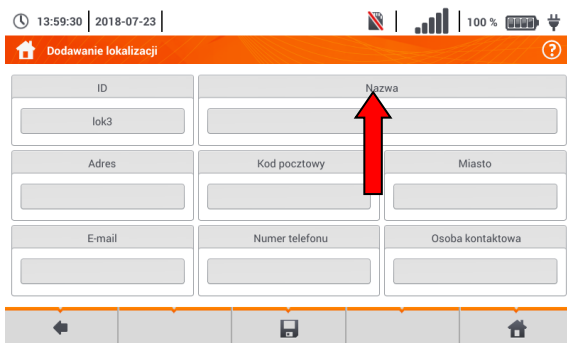 13:59:30 2018-07-23 100 %
Dodawanie lokalizacji ?
ID Nazwa
lok3
Adres Kod pocztowy Miasto
E-mail Numer telefonu Osoba kontaktowa